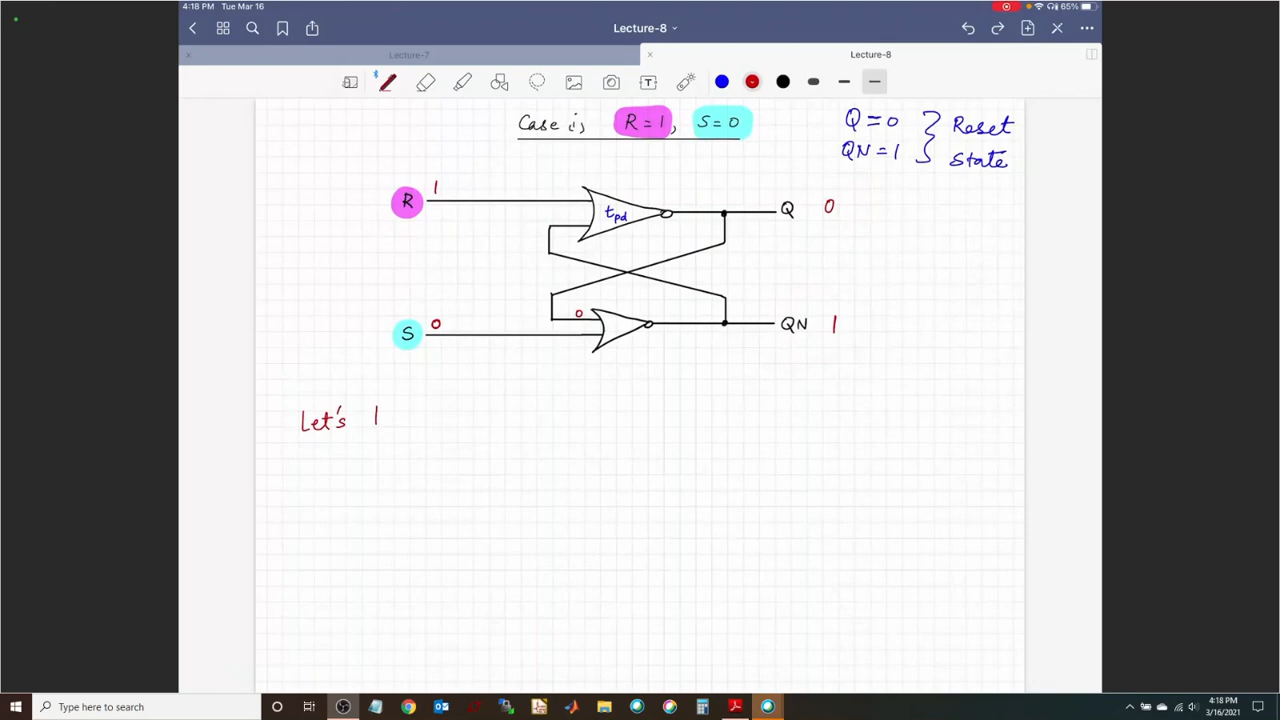 4:18 PM Tue Mar 16
65%
Lecture-8
Lecture-7
Lecture-8
T
Case i, R = 1, S = 0
Q = 0
QN = 1
Reset
State
R 1
tpd
Q 0
S 0
0
QN 1
Let's 1
Type here to search
4:18 PM
3/16/2021